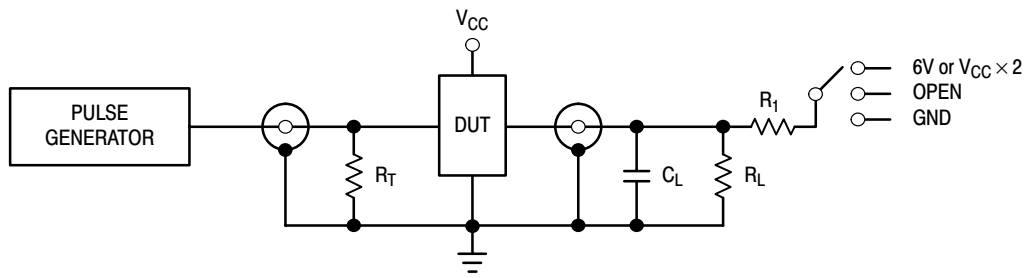 V_CC
6V or V_CC × 2
OPEN
GND
PULSE
GENERATOR
DUT
R_1
R_T
C_L
R_L